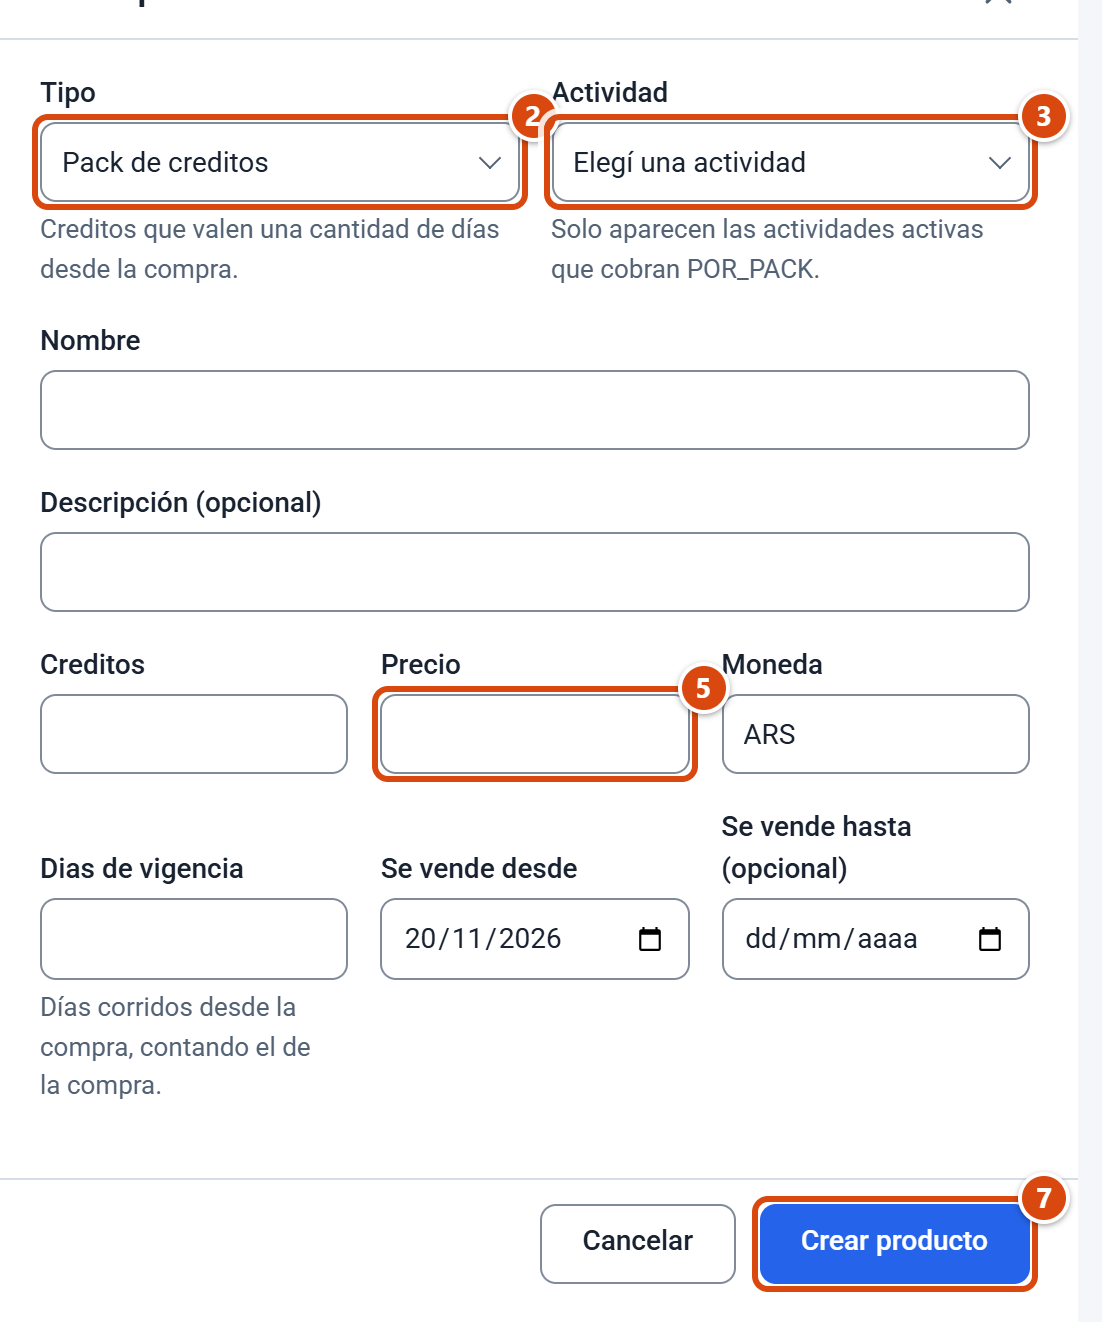 Tipo
2
Actividad
3
Pack de creditos
Elegí una actividad
Creditos que valen una cantidad de días
desde la compra.
Solo aparecen las actividades activas
que cobran POR_PACK.
Nombre
Descripción (opcional)
Creditos
Precio
5
Moneda
ARS
Dias de vigencia
Se vende desde
Se vende hasta
(opcional)
20/11/2026
dd/mm/aaaa
Días corridos desde la
compra, contando el de
la compra.
Cancelar
Crear producto
7